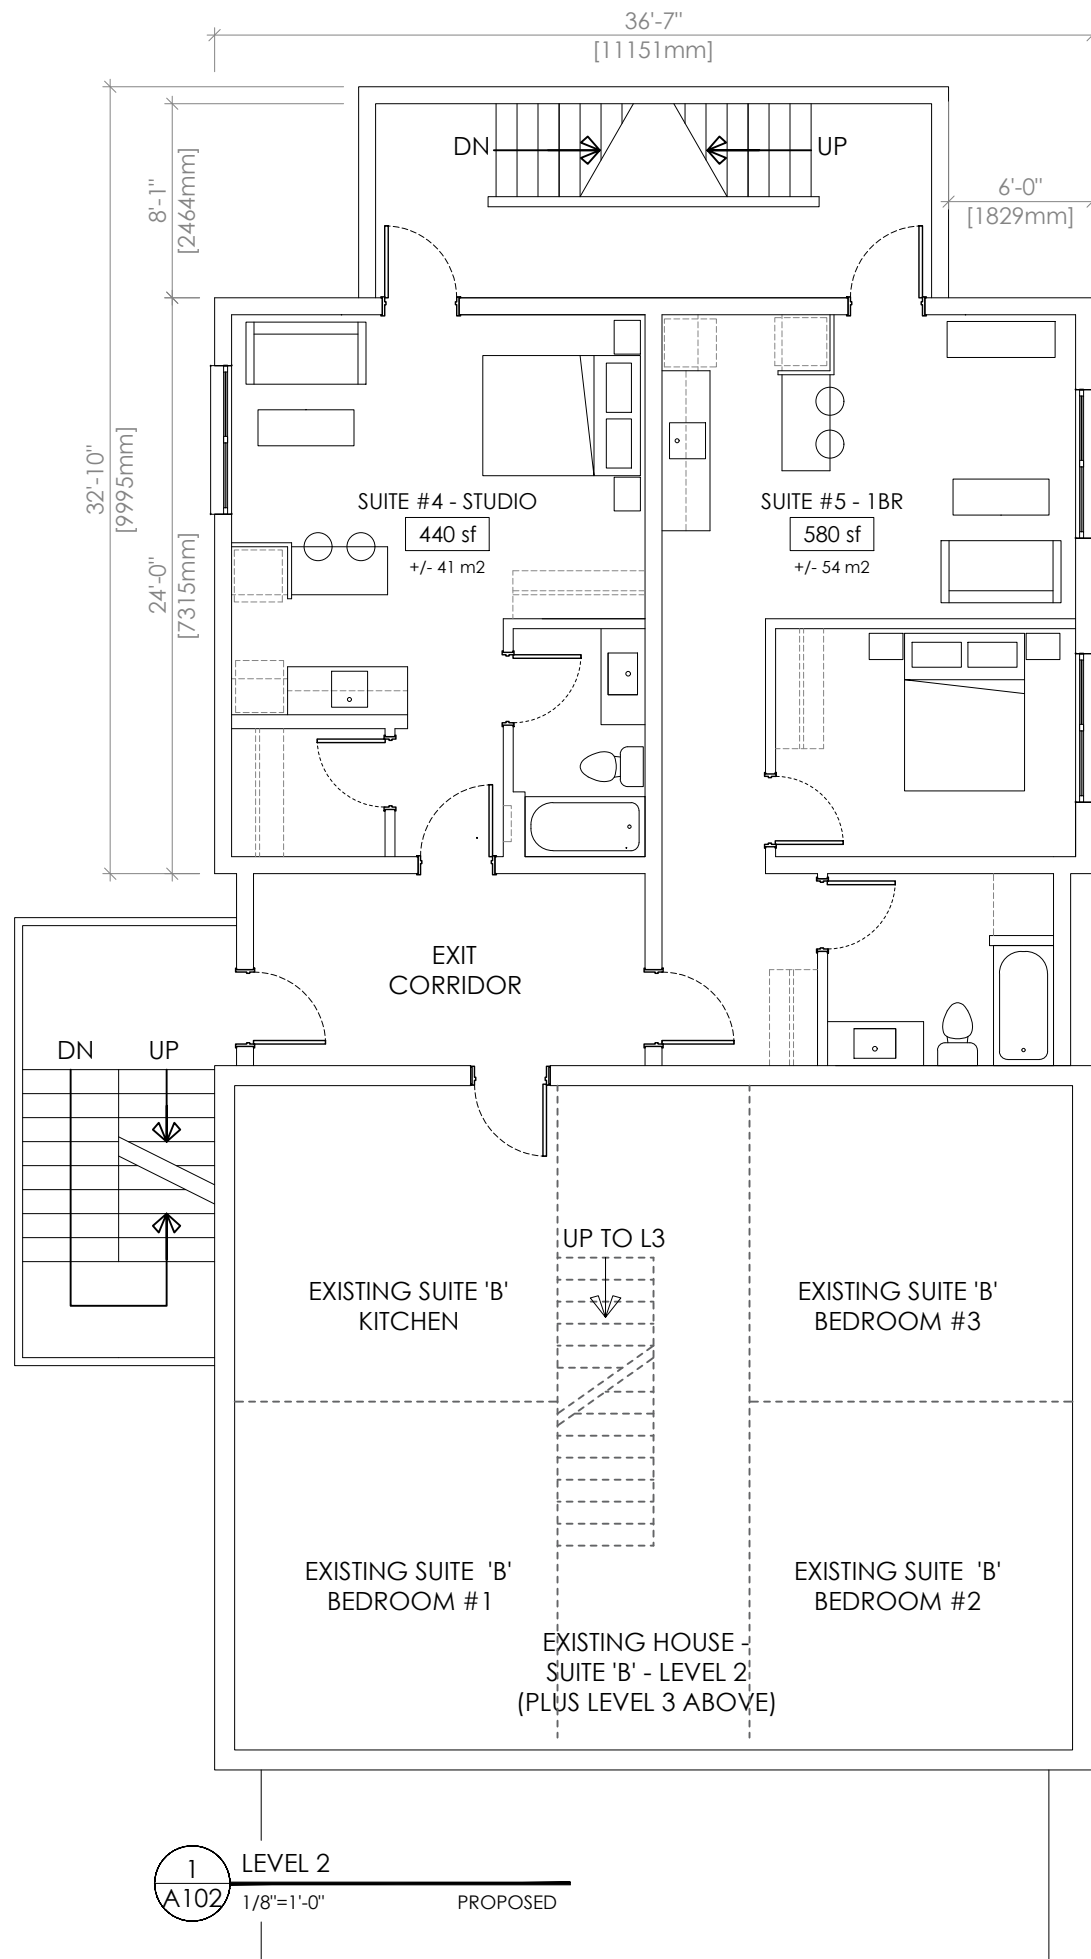 36'-7"
[11151mm]
DN
UP
8'-1"
[2464mm]
6'-0"
[1829mm]
32'-10"
[9995mm]
24'-0"
[7315mm]
SUITE #4 - STUDIO
440 sf
+/- 41 m2
SUITE #5 - 1BR
580 sf
+/- 54 m2
EXIT
CORRIDOR
DN
UP
UP TO L3
EXISTING SUITE 'B'
KITCHEN
EXISTING SUITE 'B'
BEDROOM #3
EXISTING SUITE 'B'
BEDROOM #1
EXISTING SUITE 'B'
BEDROOM #2
EXISTING HOUSE -
SUITE 'B' - LEVEL 2
(PLUS LEVEL 3 ABOVE)
1
A102
LEVEL 2
1/8"=1'-0"
PROPOSED